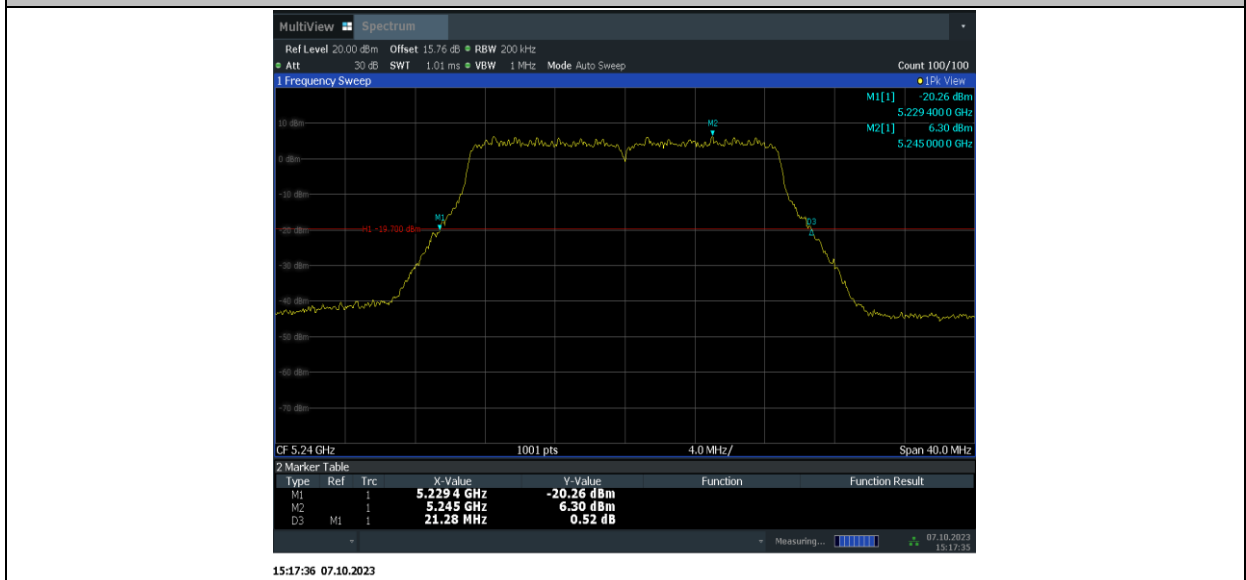 MultiView Spectrum
Ref Level 20.00 dBm Offset 15.76 dB RBW 200 kHz
Att 30 dB SWT 1.01 ms VBW 1 MHz Mode Auto Sweep Count 100/100
1 Frequency Sweep 1Pk View
M1[1] -20.26 dBm
5.229 400 0 GHz
M2[1] 6.30 dBm
5.245 000 0 GHz
10 dBm
M2
0 dBm
-10 dBm
M1
D3
-20 dBm
H1 -19.700 dBm
-30 dBm
-40 dBm
-50 dBm
-60 dBm
-70 dBm
CF 5.24 GHz 1001 pts 4.0 MHz/ Span 40.0 MHz
2 Marker Table
Type Ref Trc X-Value Y-Value Function Function Result
M1 1 5.229 4 GHz -20.26 dBm
M2 1 5.245 GHz 6.30 dBm
D3 M1 1 21.28 MHz 0.52 dB
Measuring... 07.10.2023
15:17:35
15:17:36 07.10.2023